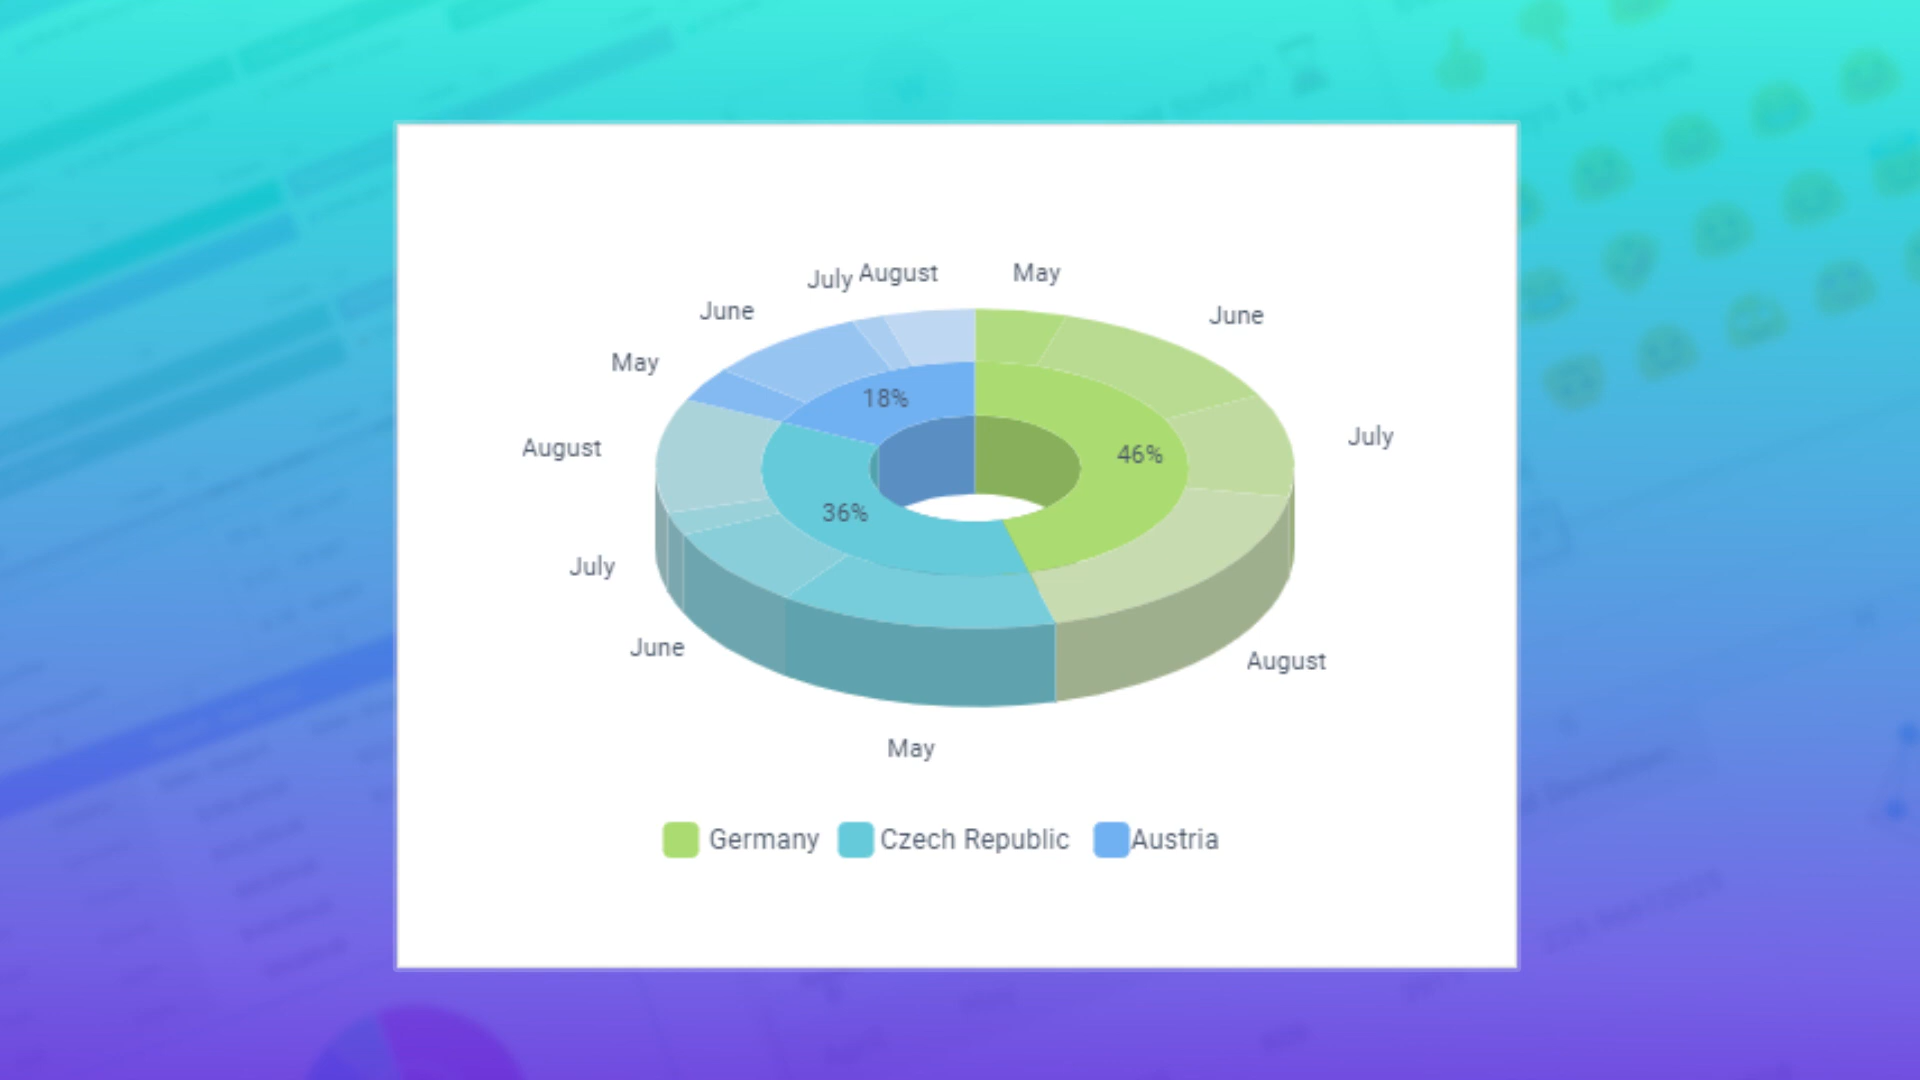 July August May
June June
May
July
August
18%
46%
36%
July
June
August
May
Germany Czech Republic Austria